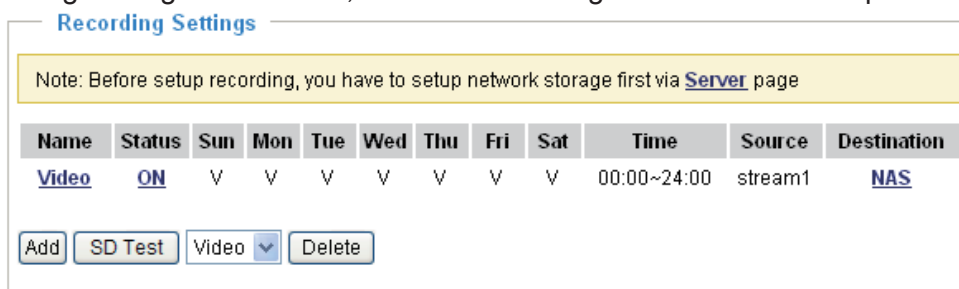 Recording Settings
Note: Before setup recording, you have to setup network storage first via Server page
Name Status Sun Mon Tue Wed Thu Fri Sat Time Source Destination
Video ON V V V V V V V 00:00~24:00 stream1 NAS
Add SD Test Video Delete